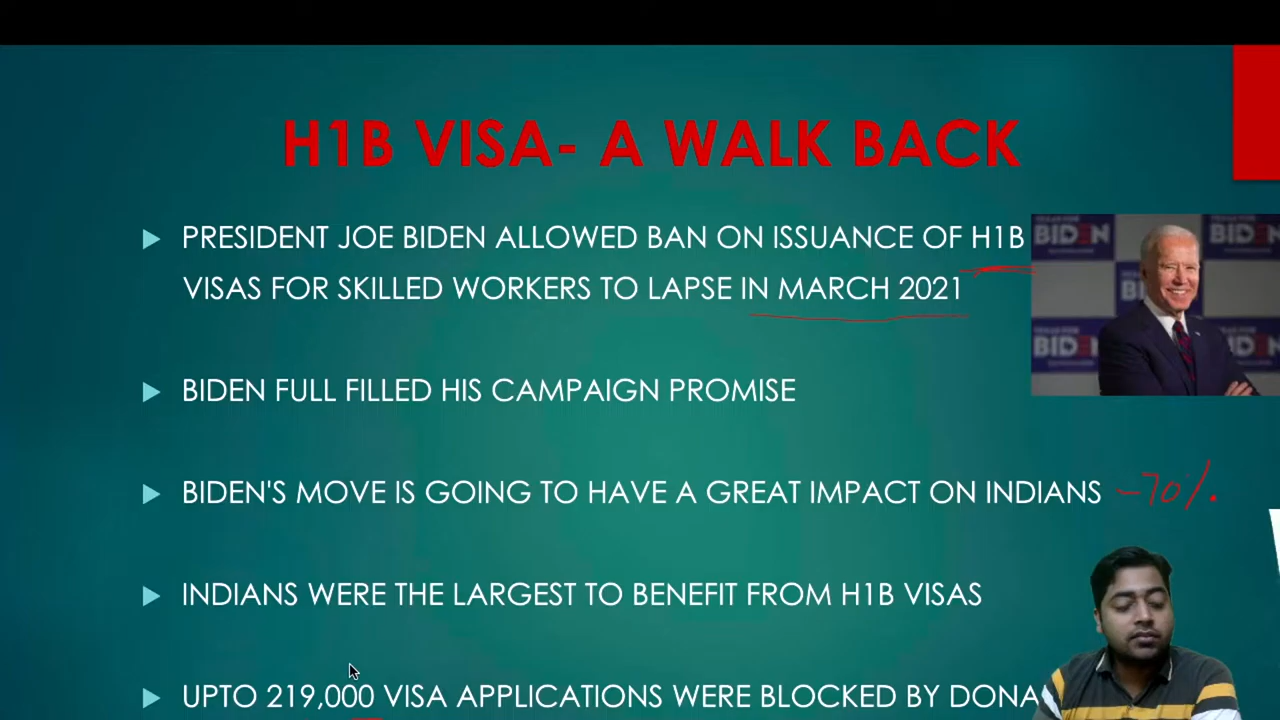 H1B VISA- A WALK BACK
PRESIDENT JOE BIDEN ALLOWED BAN ON ISSUANCE OF H1B
VISAS FOR SKILLED WORKERS TO LAPSE IN MARCH 2021
BIDEN FULL FILLED HIS CAMPAIGN PROMISE
BIDEN'S MOVE IS GOING TO HAVE A GREAT IMPACT ON INDIANS ~70%
INDIANS WERE THE LARGEST TO BENEFIT FROM H1B VISAS
UPTO 219,000 VISA APPLICATIONS WERE BLOCKED BY DONA
BIDEN
BIDEN